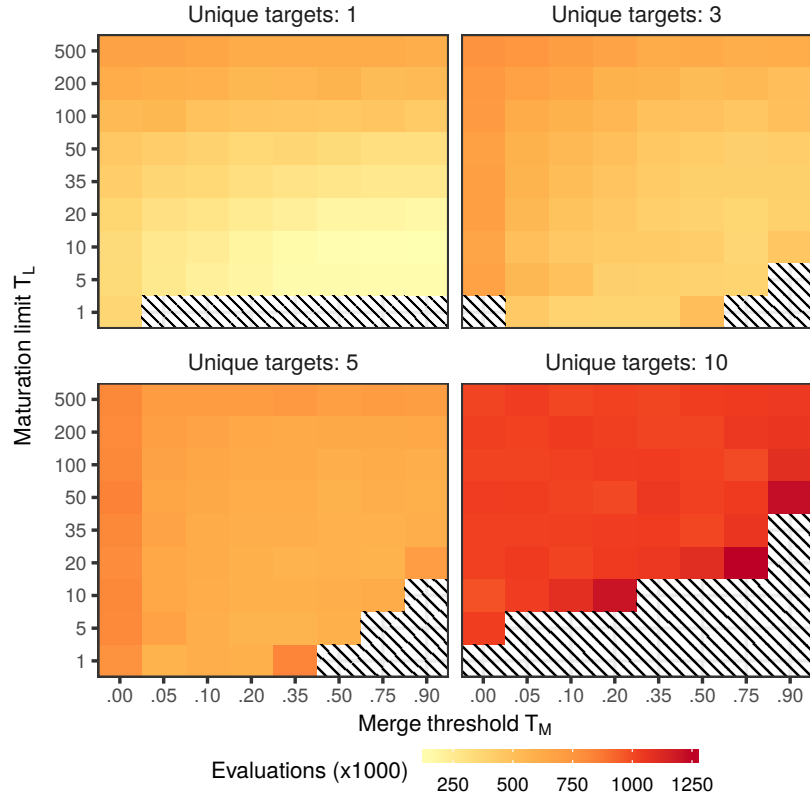 Unique targets: 1
Unique targets: 3
500
200
100
50
35
20
10
5
1
Maturation limit T_L
Unique targets: 5
Unique targets: 10
500
200
100
50
35
20
10
5
1
.00 .05 .10 .20 .35 .50 .75 .90
.00 .05 .10 .20 .35 .50 .75 .90
Merge threshold T_M
Evaluations (x1000)
250 500 750 1000 1250